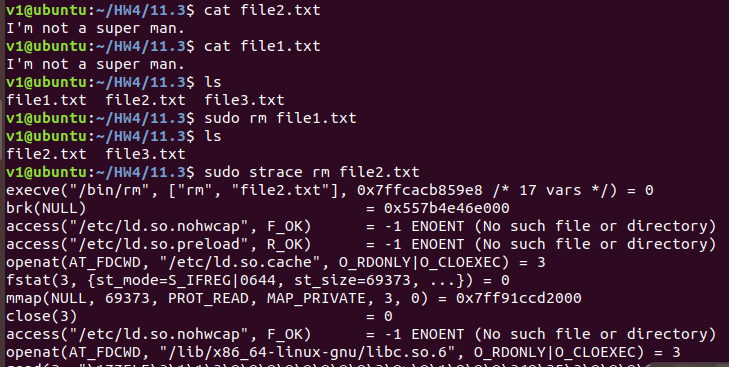 v1@ubuntu:~/HW4/11.3$ cat file2.txt
I'm not a super man.
v1@ubuntu:~/HW4/11.3$ cat file1.txt
I'm not a super man.
v1@ubuntu:~/HW4/11.3$ ls
file1.txt  file2.txt  file3.txt
v1@ubuntu:~/HW4/11.3$ sudo rm file1.txt
v1@ubuntu:~/HW4/11.3$ ls
file2.txt  file3.txt
v1@ubuntu:~/HW4/11.3$ sudo strace rm file2.txt
execve("/bin/rm", ["rm", "file2.txt"], 0x7ffcacb859e8 /* 17 vars */) = 0
brk(NULL)                               = 0x557b4e46e000
access("/etc/ld.so.nohwcap", F_OK)      = -1 ENOENT (No such file or directory)
access("/etc/ld.so.preload", R_OK)      = -1 ENOENT (No such file or directory)
openat(AT_FDCWD, "/etc/ld.so.cache", O_RDONLY|O_CLOEXEC) = 3
fstat(3, {st_mode=S_IFREG|0644, st_size=69373, ...}) = 0
mmap(NULL, 69373, PROT_READ, MAP_PRIVATE, 3, 0) = 0x7ff91ccd2000
close(3)                                = 0
access("/etc/ld.so.nohwcap", F_OK)      = -1 ENOENT (No such file or directory)
openat(AT_FDCWD, "/lib/x86_64-linux-gnu/libc.so.6", O_RDONLY|O_CLOEXEC) = 3